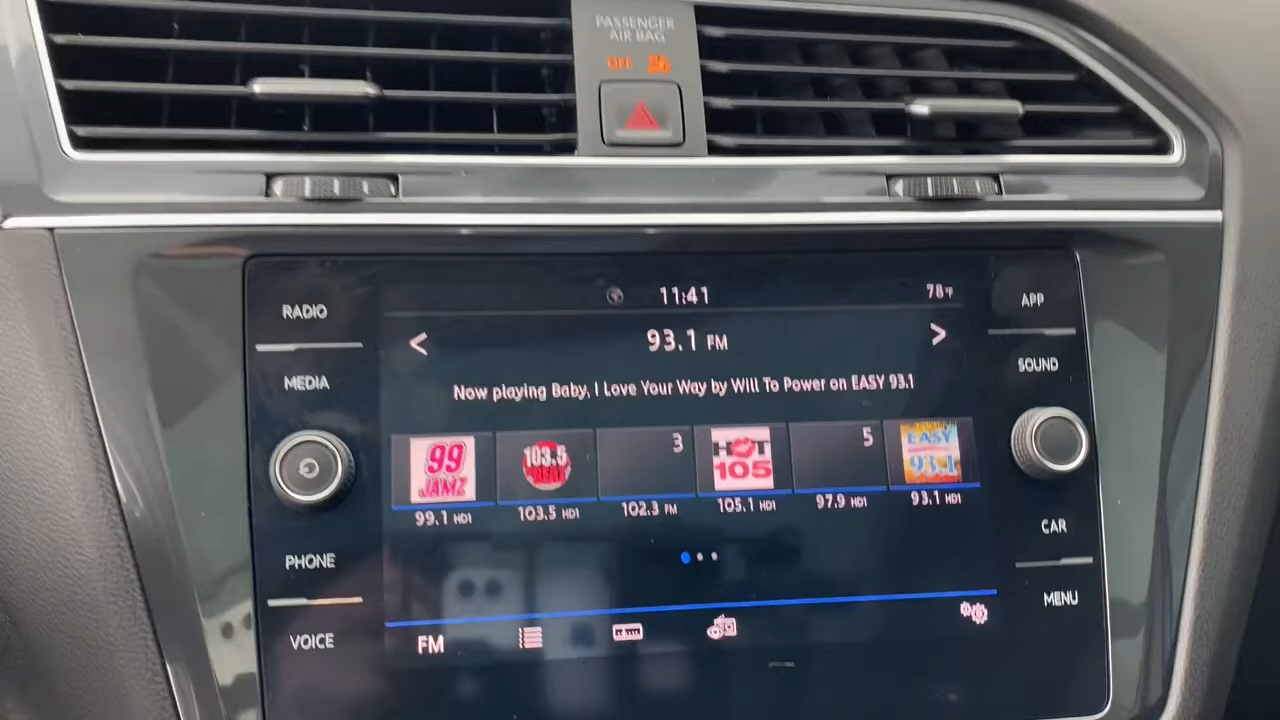 PASSENGER
AIR BAG
OFF
RADIO
MEDIA
PHONE
VOICE
11:41
78°F
<
93.1 FM
>
Now playing Baby, I Love Your Way by Will To Power on EASY 93.1
99
JAMZ
103.5
3
HOT
105
5
EASY
93.1
99.1 HD1
103.5 HD1
102.3 FM
105.1 HD1
97.9 HD1
93.1 HD1
FM
APP
SOUND
CAR
MENU